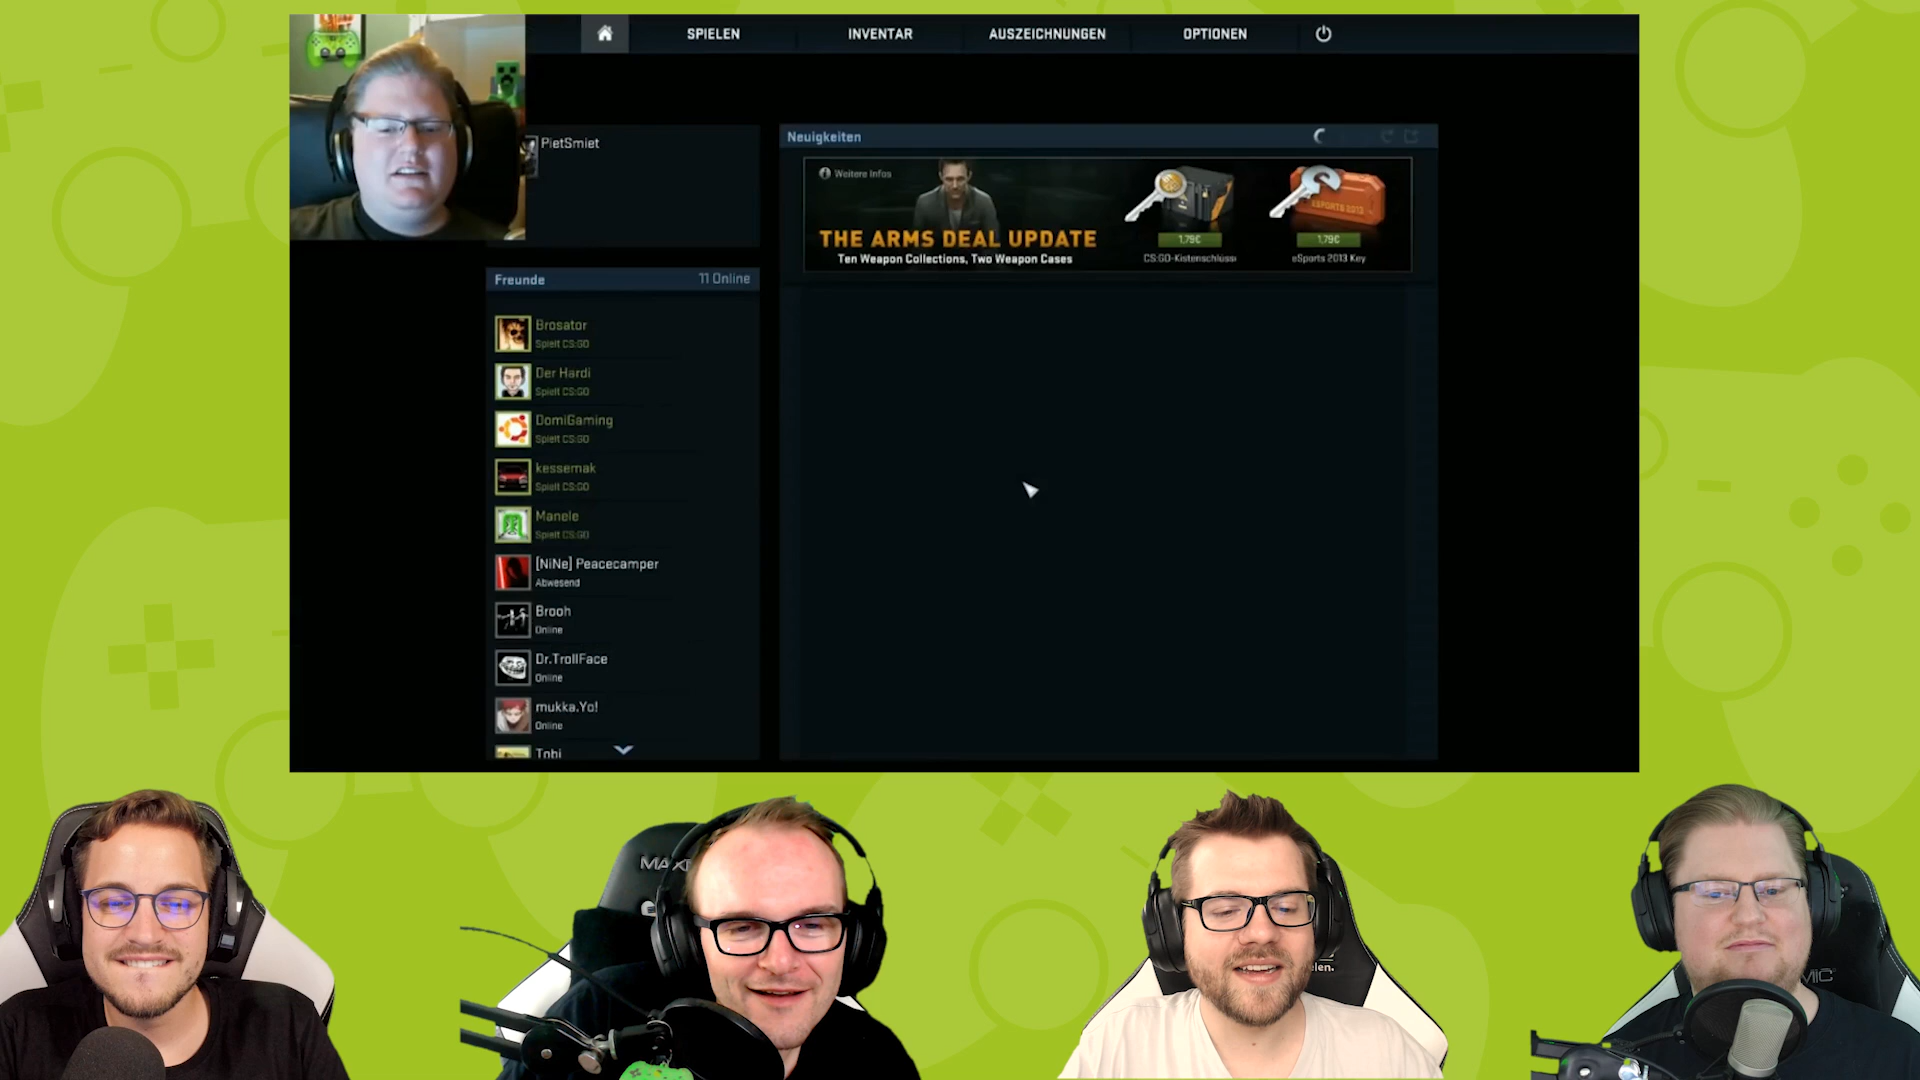 SPIELEN
INVENTAR
AUSZEICHNUNGEN
OPTIONEN
PietSmiet
Neuigkeiten
Weitere Infos
THE ARMS DEAL UPDATE
Ten Weapon Collections, Two Weapon Cases
1,79€
CS:GO-Kistenschlüss
ESPORTS 2013
1,79€
eSports 2013 Key
Freunde
11 Online
Brosator
Spielt CS:GO
Der Hardi
Spielt CS:GO
DomiGaming
Spielt CS:GO
kessemak
Spielt CS:GO
Manele
Spielt CS:GO
[NiNe] Peacecamper
Abwesend
Brooh
Online
Dr.TrollFace
Online
mukka.Yo!
Online
Tobi